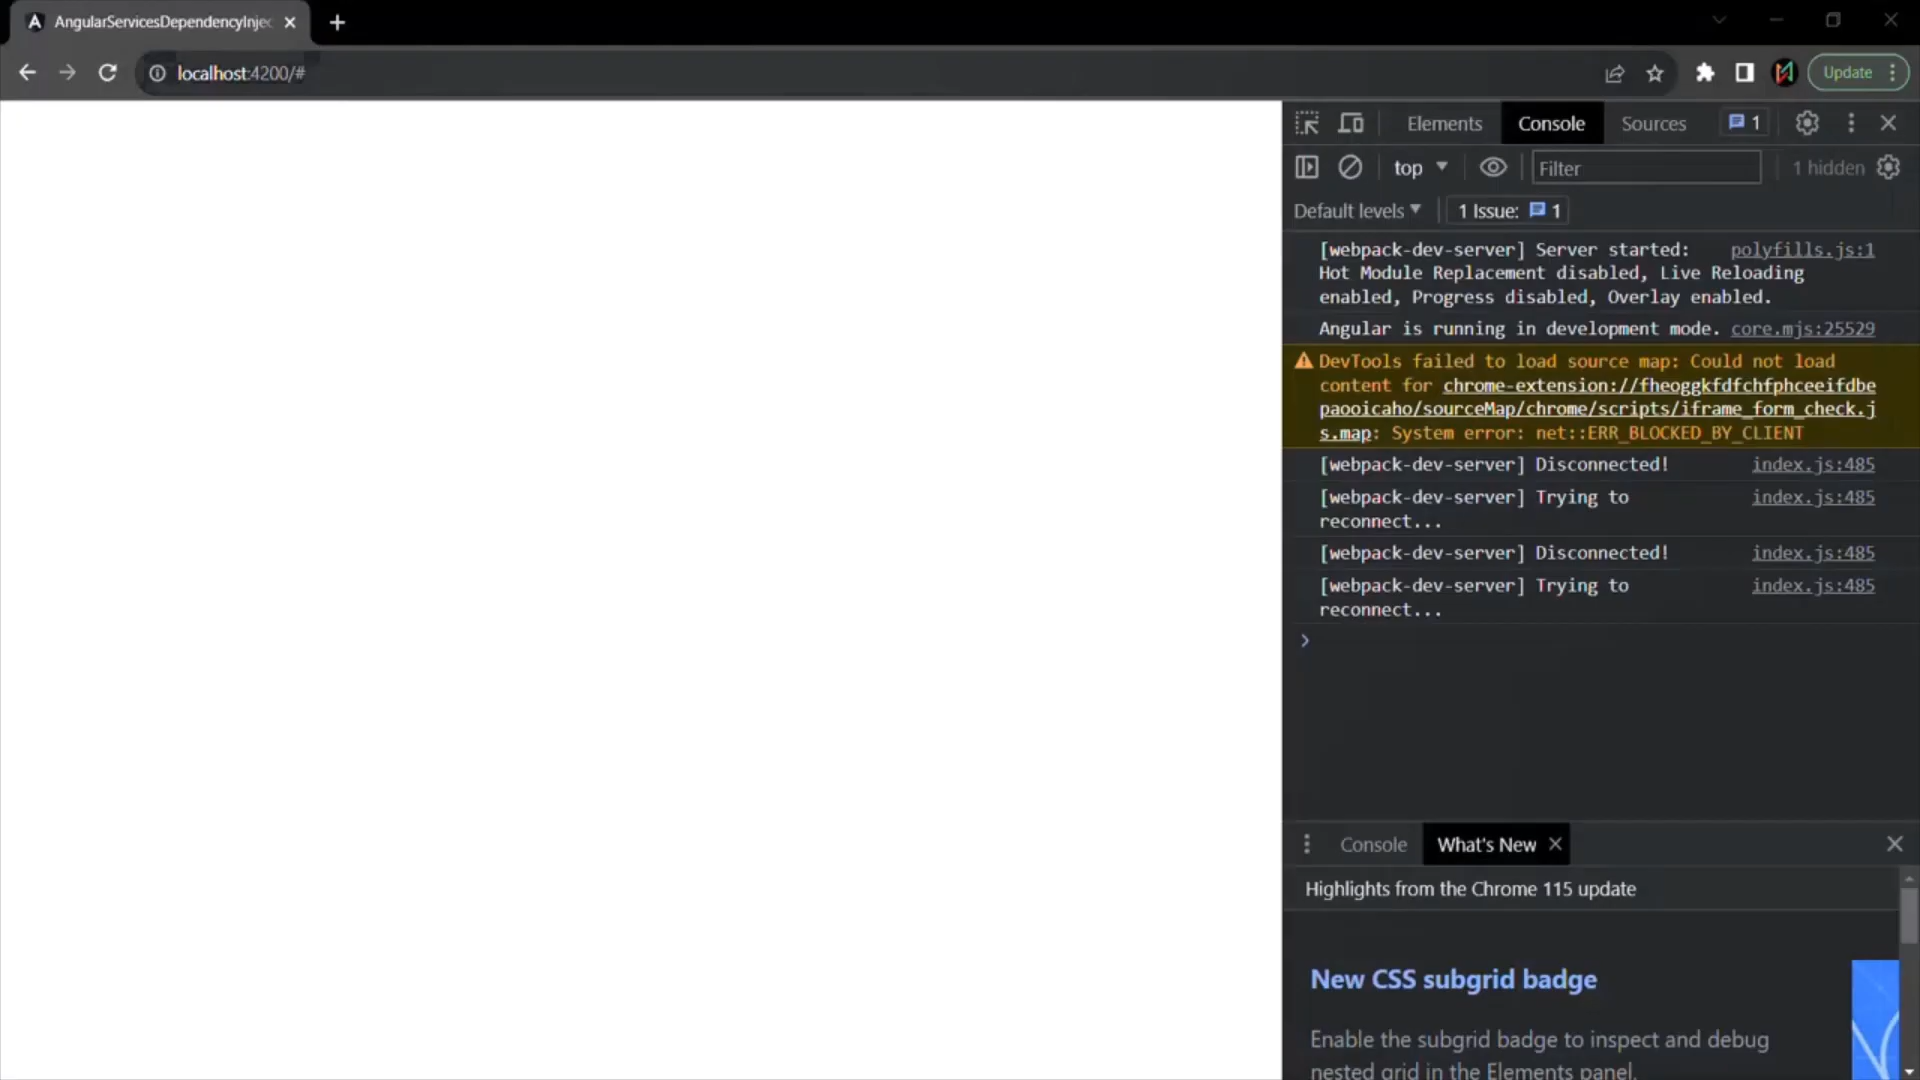 AngularServicesDependencyInjec
localhost:4200/#
Update
Elements
Console
Sources
1
top
Filter
1 hidden
Default levels
1 Issue:
1
[webpack-dev-server] Server started: polyfills.js:1
Hot Module Replacement disabled, Live Reloading
enabled, Progress disabled, Overlay enabled.
Angular is running in development mode. core.mjs:25529
DevTools failed to load source map: Could not load
content for chrome-extension://fheoggkfdfchfphceeifdbe
paooicaho/sourceMap/chrome/scripts/iframe_form_check.j
s.map: System error: net::ERR_BLOCKED_BY_CLIENT
[webpack-dev-server] Disconnected! index.js:485
[webpack-dev-server] Trying to index.js:485
reconnect...
[webpack-dev-server] Disconnected! index.js:485
[webpack-dev-server] Trying to index.js:485
reconnect...
Console
What's New
Highlights from the Chrome 115 update
New CSS subgrid badge
Enable the subgrid badge to inspect and debug
nested grid in the Elements panel.